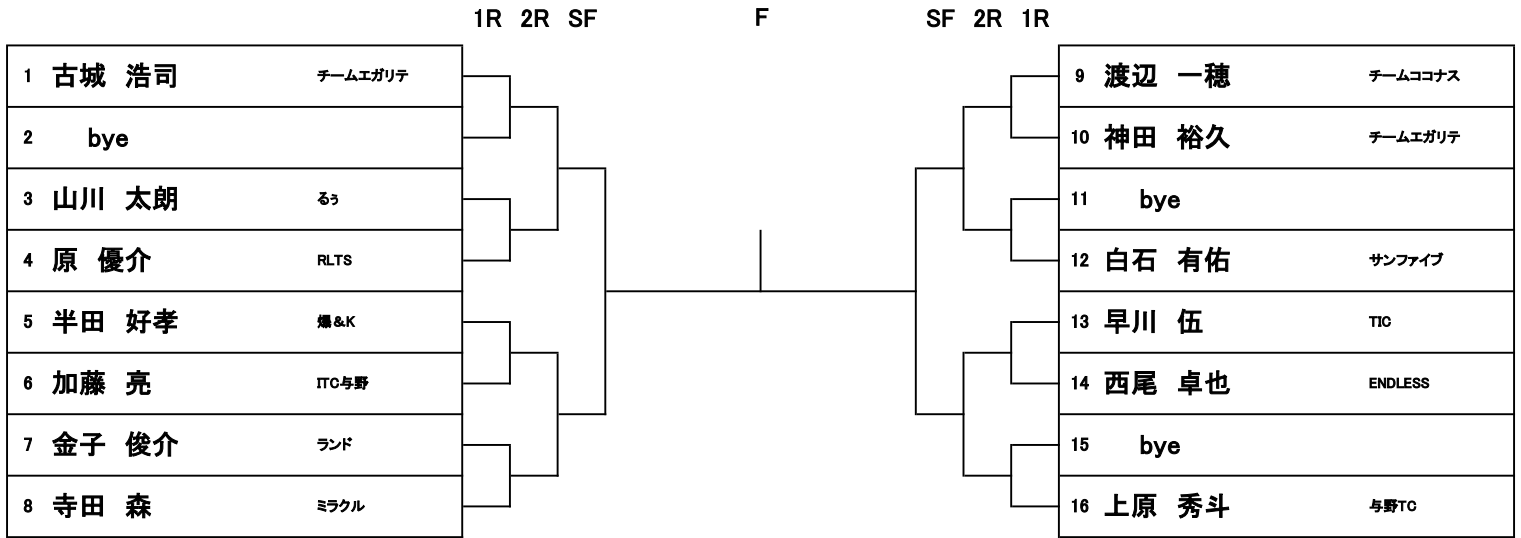 1R 2R SF F SF 2R 1R
1 古城 浩司 チームエガリテ
2 bye
3 山川 太朗 るぅ
4 原 優介 RLTS
5 半田 好孝 爆&K
6 加藤 亮 ITC与野
7 金子 俊介 ランド
8 寺田 森 ミラクル
9 渡辺 一穂 チームココナス
10 神田 裕久 チームエガリテ
11 bye
12 白石 有佑 サンファイブ
13 早川 伍 TIC
14 西尾 卓也 ENDLESS
15 bye
16 上原 秀斗 与野TC